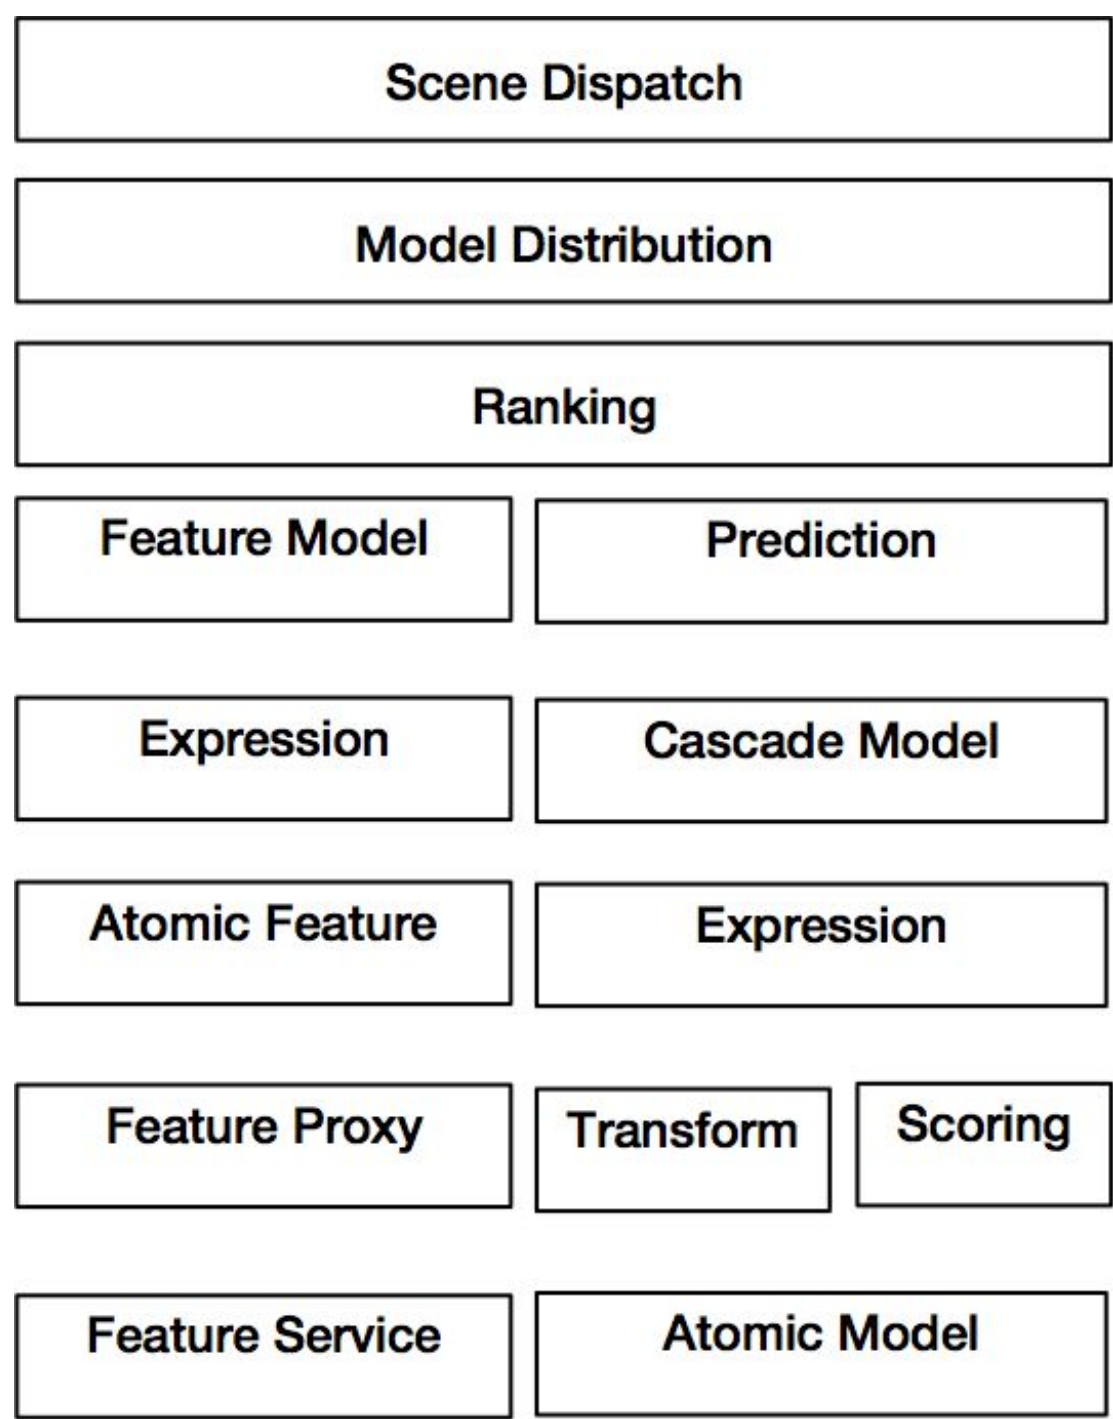 Scene Dispatch
Model Distribution
Ranking
Feature Model
Prediction
Expression
Cascade Model
Atomic Feature
Expression
Feature Proxy
Transform
Scoring
Feature Service
Atomic Model